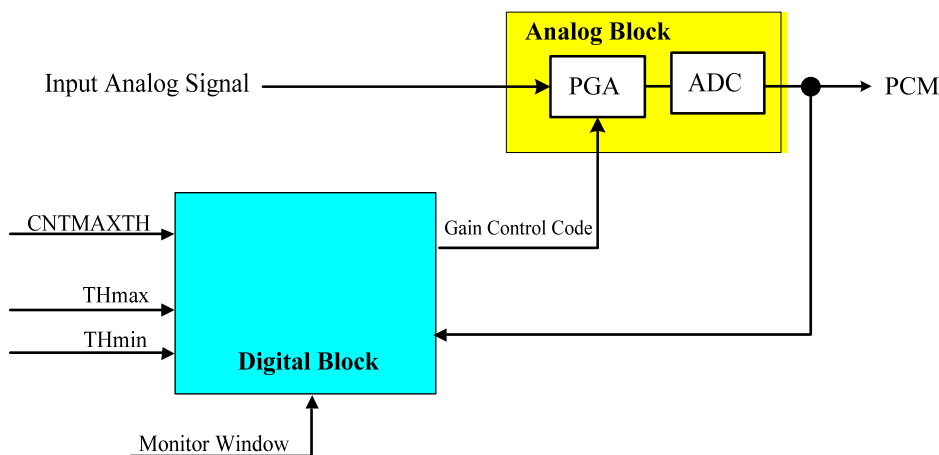 Analog Block
Input Analog Signal
PGA
ADC
PCM
CNTMAXTH
Gain Control Code
THmax
THmin
Digital Block
Monitor Window